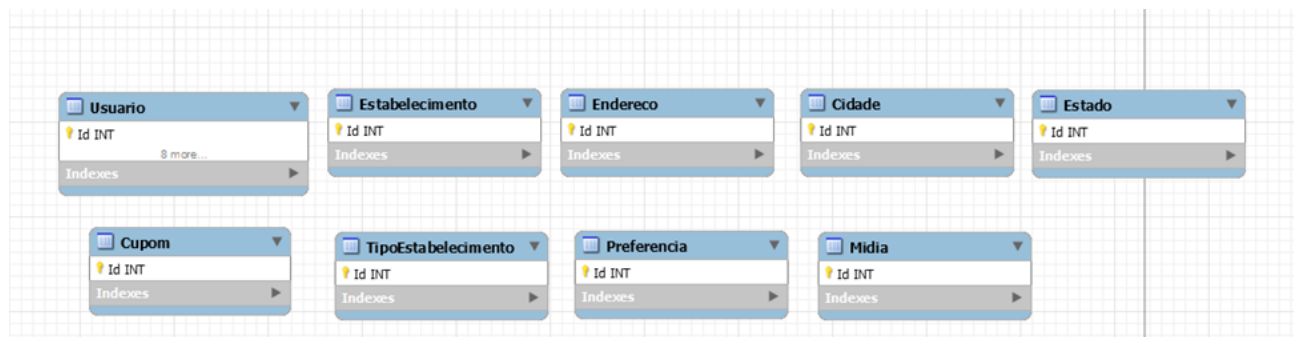 Usuario
Id INT
8 more...
Indexes
Estabelecimento
Id INT
Indexes
Endereco
Id INT
Indexes
Cidade
Id INT
Indexes
Estado
Id INT
Indexes
Cupom
Id INT
Indexes
TipoEstabelecimento
Id INT
Indexes
Preferencia
Id INT
Indexes
Midia
Id INT
Indexes